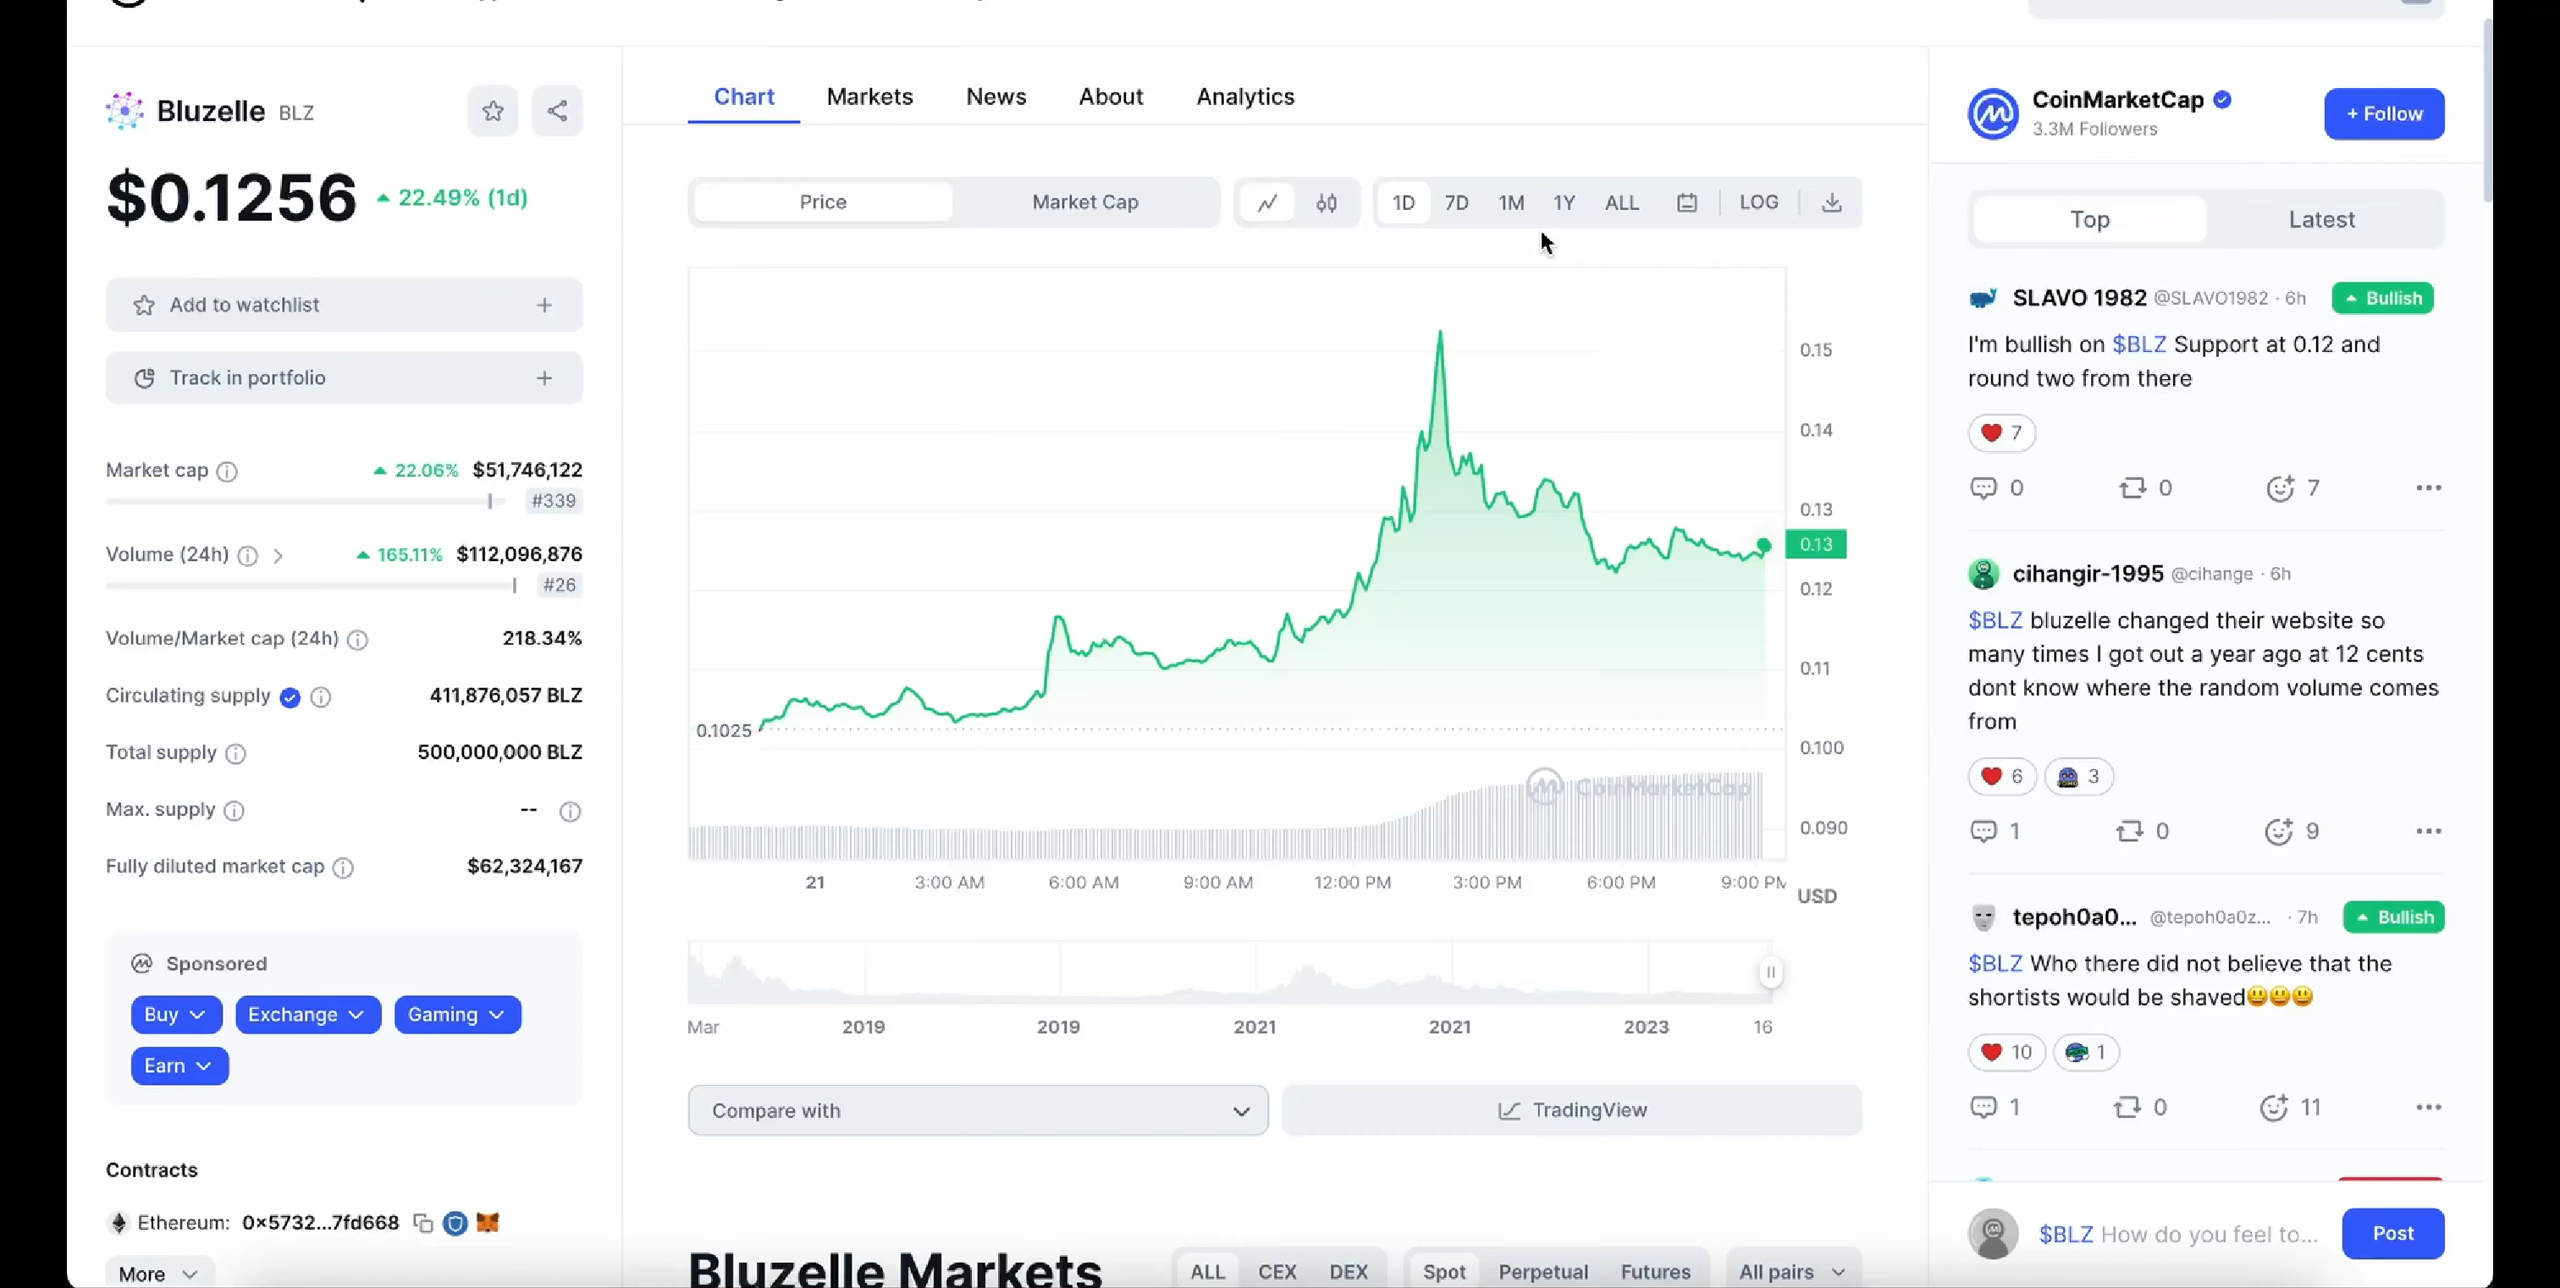 Bluzelle BLZ
$0.1256 22.49% (1d)
Add to watchlist
Track in portfolio
Market cap 22.06% $51,746,122
#339
Volume (24h) 165.11% $112,096,876
#26
Volume/Market cap (24h) 218.34%
Circulating supply 411,876,057 BLZ
Total supply 500,000,000 BLZ
Max. supply --
Fully diluted market cap $62,324,167
Sponsored
Buy Exchange Gaming
Earn
Contracts
Ethereum: 0x5732...7fd668
More
Chart Markets News About Analytics
Price Market Cap 1D 7D 1M 1Y ALL LOG
0.15
0.14
0.13
0.13
0.12
0.11
0.1025
0.100
CoinMarketCap
0.090
21 3:00 AM 6:00 AM 9:00 AM 12:00 PM 3:00 PM 6:00 PM 9:00 PM
USD
Mar 2019 2019 2021 2021 2023 16
Compare with TradingView
Bluzelle Markets ALL CEX DEX Spot Perpetual Futures All pairs
CoinMarketCap
3.3M Followers
+ Follow
Top Latest
SLAVO 1982 @SLAVO1982 · 6h Bullish
I'm bullish on $BLZ Support at 0.12 and
round two from there
❤️ 7
0 0 7 •••
cihangir-1995 @cihange · 6h
$BLZ bluzelle changed their website so
many times I got out a year ago at 12 cents
dont know where the random volume comes
from
❤️ 6 3
1 0 9 •••
tepoh0a0... @tepoh0a0z... · 7h Bullish
$BLZ Who there did not believe that the
shortists would be shaved😃😃😃
❤️ 10 1
1 0 11 •••
$BLZ How do you feel to... Post